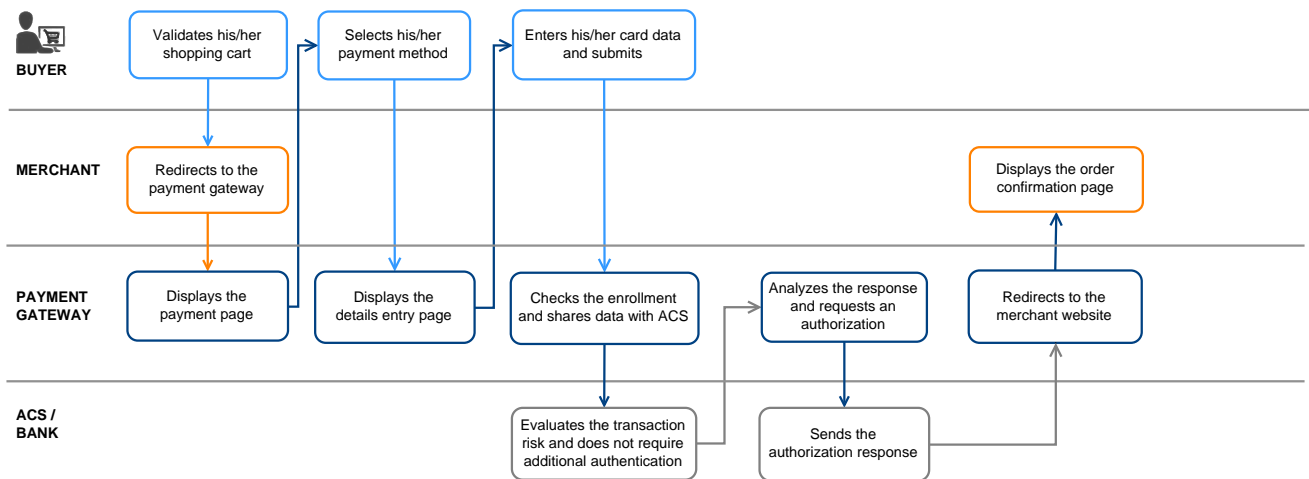 BUYER
Validates his/her
shopping cart
Selects his/her
payment method
Enters his/her card data
and submits
MERCHANT
Redirects to the
payment gateway
Displays the order
confirmation page
PAYMENT
GATEWAY
Displays the
payment page
Displays the
details entry page
Checks the enrollment
and shares data with ACS
Analyzes the response
and requests an
authorization
Redirects to the
merchant website
ACS /
BANK
Evaluates the transaction
risk and does not require
additional authentication
Sends the
authorization response